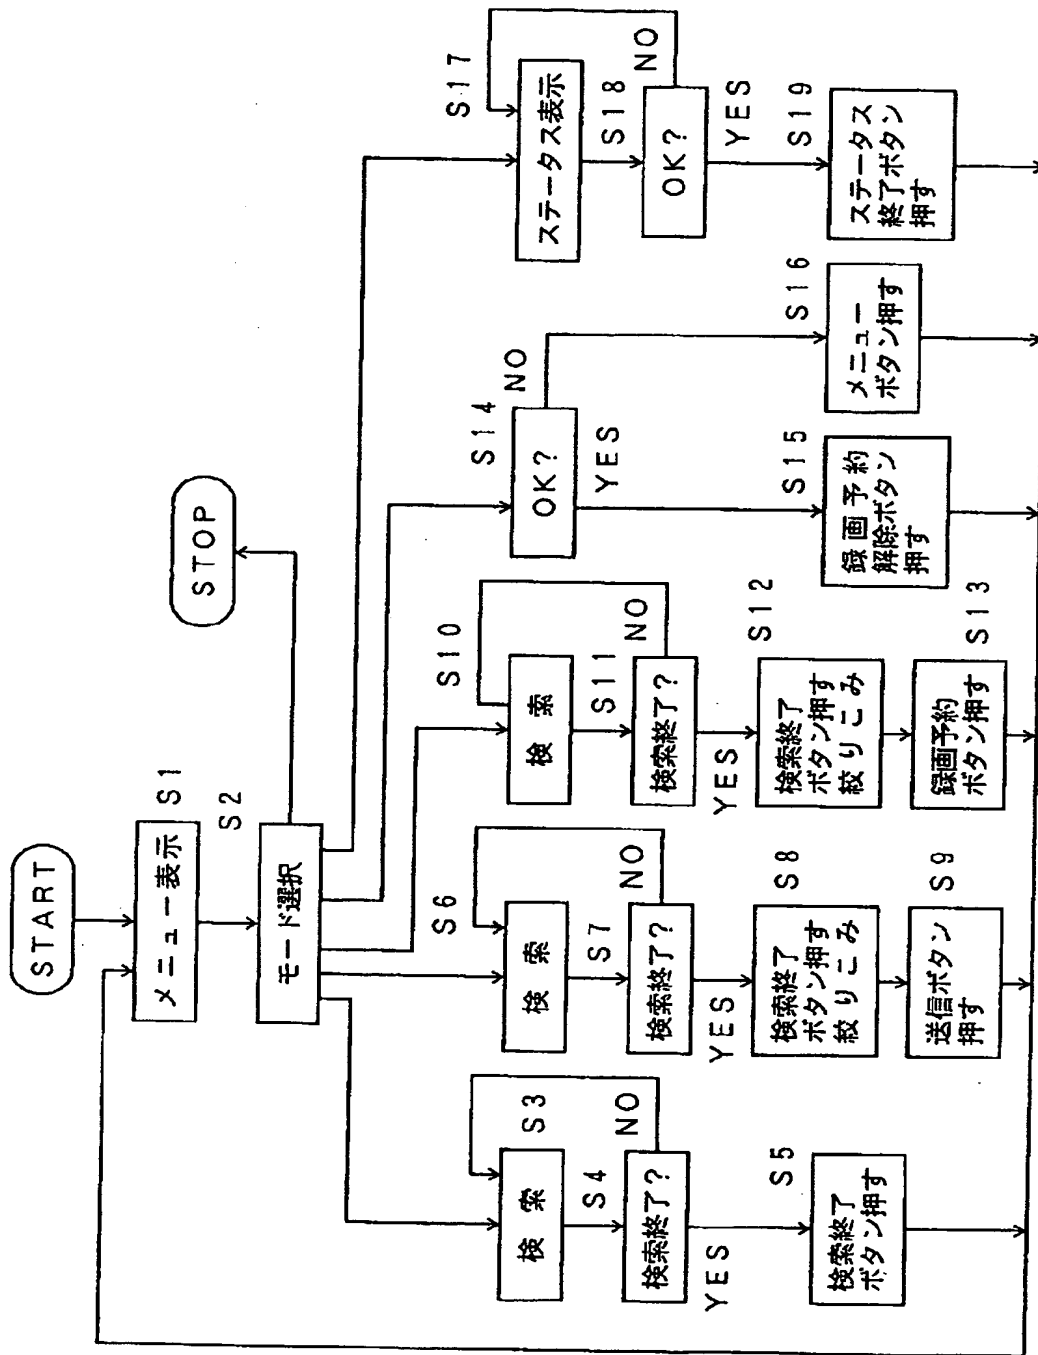 START
メニュー表示
S1
S2
モード選択
STOP
S3
検 索
S4
検索終了?
NO
YES
S5
検索終了
ボタン押す
S6
検 索
S7
検索終了?
NO
YES
S8
検索終了
ボタン押す
絞りこみ
S9
送信ボタン
押す
S10
検 索
S11
検索終了?
NO
YES
S12
検索終了
ボタン押す
絞りこみ
S13
録画予約
ボタン押す
S14
OK?
NO
YES
S15
録画予約
解除ボタン
押す
S16
メニュー
ボタン押す
S17
ステータス表示
S18
OK?
NO
YES
S19
ステータス
終了ボタン
押す